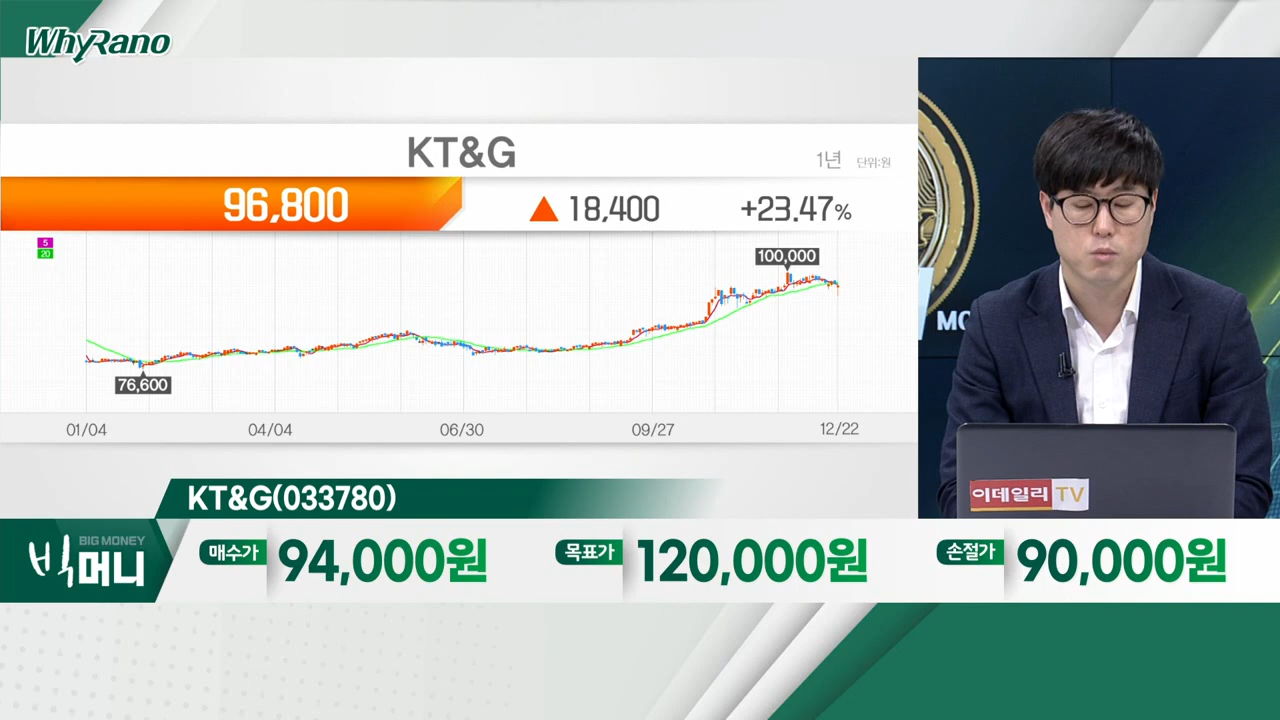 WhyRano
KT&G
1년 단위:원
96,800
▲ 18,400
+23.47%
5
20
100,000
76,600
01/04
04/04
06/30
09/27
12/22
MO
이데일리 TV
KT&G(033780)
BIG MONEY
빅머니
매수가 94,000원
목표가 120,000원
손절가 90,000원